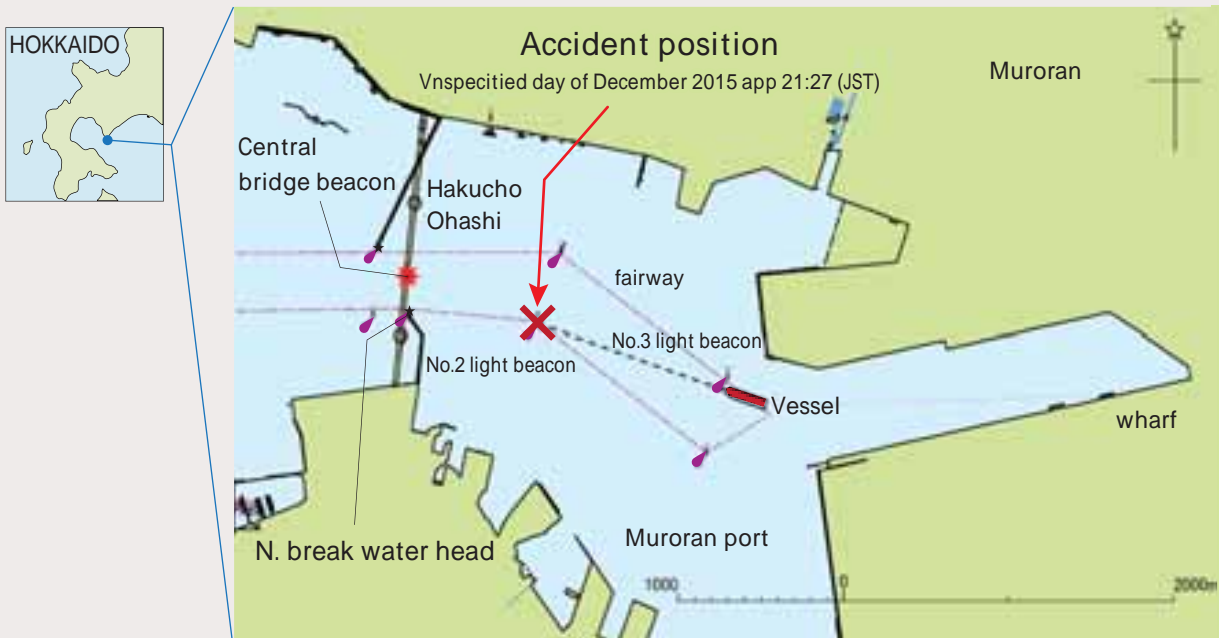 HOKKAIDO
Accident position
Vnspecitied day of December 2015 app 21:27 (JST)
Muroran
Central
bridge beacon
Hakucho
Ohashi
fairway
No.3 light beacon
No.2 light beacon
Vessel
wharf
N. break water head
Muroran port
1000
0
2000m